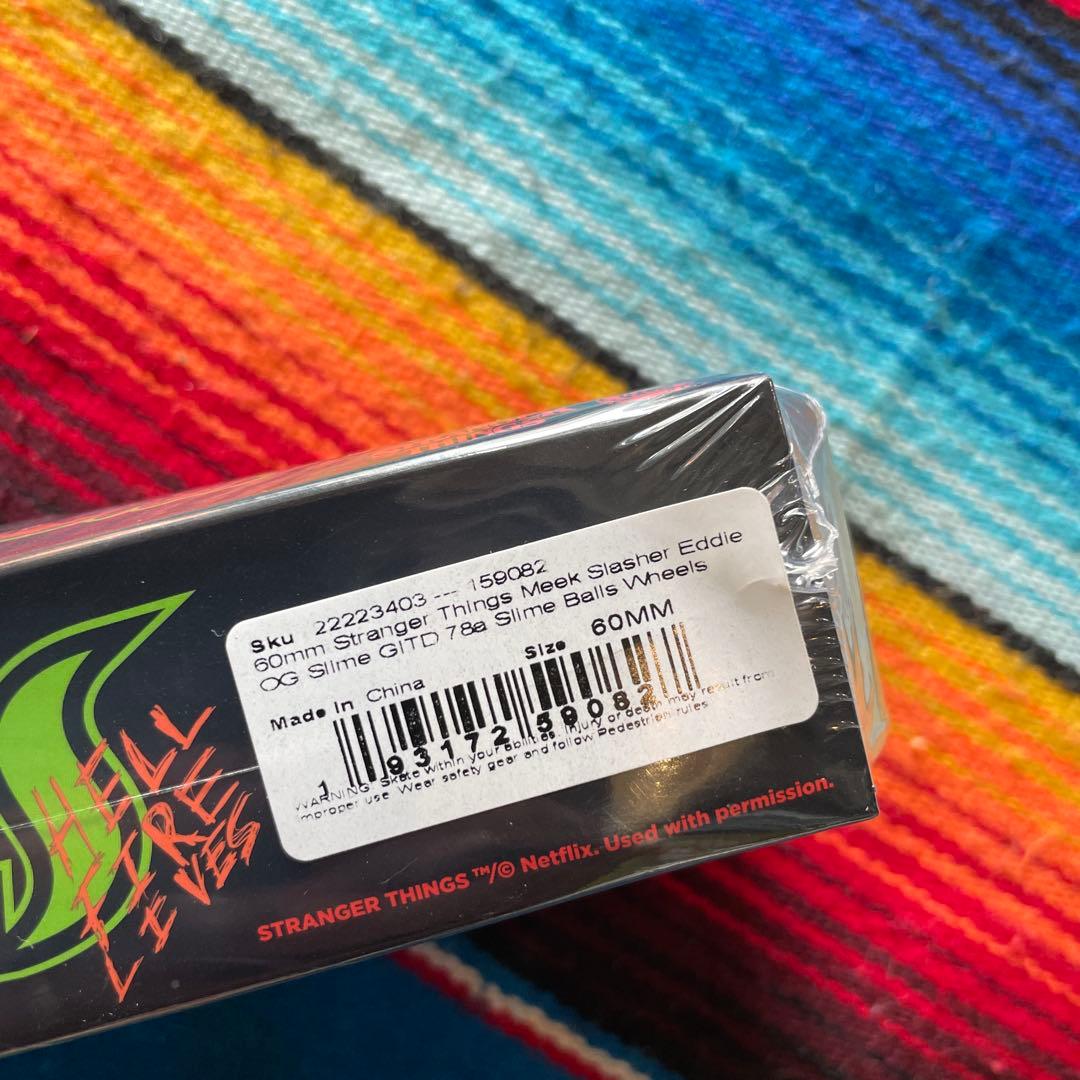 Sku 22223403 --- 159082
60mm Stranger Things Meek Slasher Eddie
OG Slime GITD 78a Slime Balls Wheels
Size 60MM
Made In China
1 93172 59082
WARNING: Skate within your abilities. Injury or death may result from
improper use. Wear safety gear and follow Pedestrian rules
HELL
FIRE
LIVES
STRANGER THINGS ™/© Netflix. Used with permission.